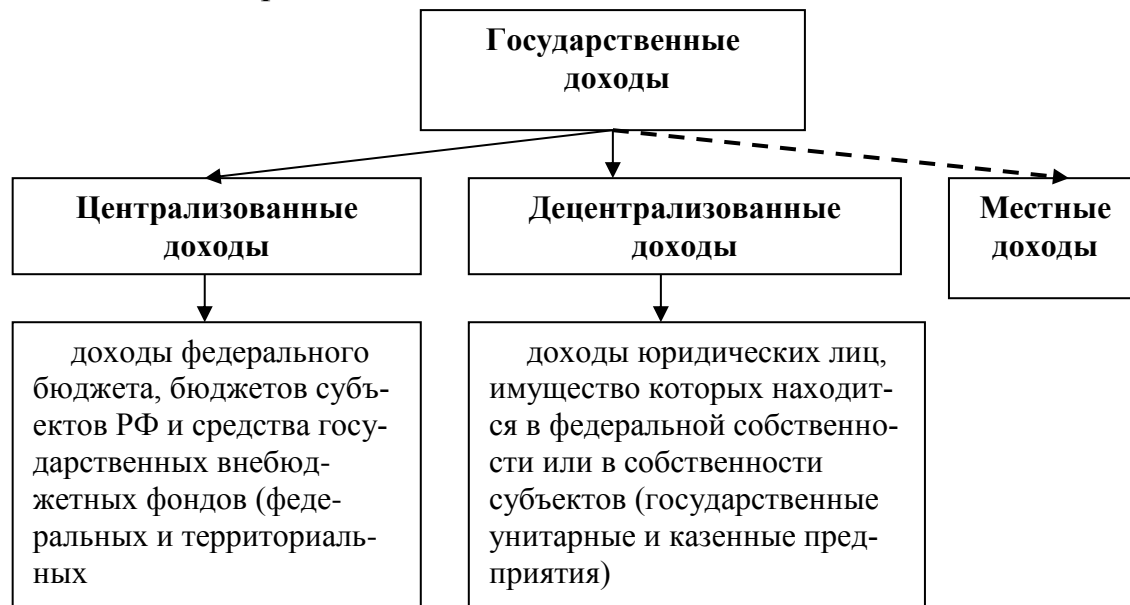 Государственные
доходы
Централизованные
доходы
Децентрализованные
доходы
Местные
доходы
доходы федерального
бюджета, бюджетов субъ-
ектов РФ и средства госу-
дарственных внебюд-
жетных фондов (феде-
ральных и территориаль-
ных
доходы юридических лиц,
имущество которых находит-
ся в федеральной собственно-
сти или в собственности
субъектов (государственные
унитарные и казенные пред-
приятия)